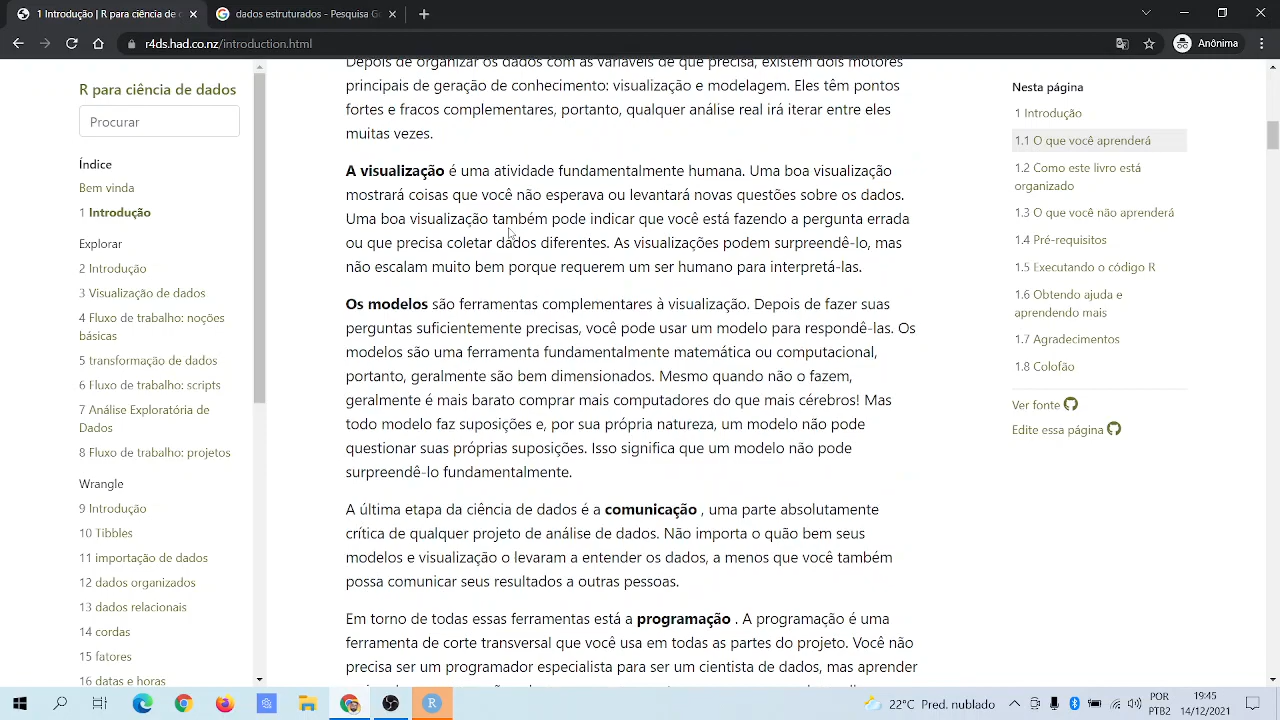 1 Introdução | R para ciência de
dados estruturados - Pesquisa Go
r4ds.had.co.nz/introduction.html
Anônima
R para ciência de dados
Procurar
Índice
Bem vinda
1 Introdução
Explorar
2 Introdução
3 Visualização de dados
4 Fluxo de trabalho: noções
básicas
5 transformação de dados
6 Fluxo de trabalho: scripts
7 Análise Exploratória de
Dados
8 Fluxo de trabalho: projetos
Wrangle
9 Introdução
10 Tibbles
11 importação de dados
12 dados organizados
13 dados relacionais
14 cordas
15 fatores
16 datas e horas
Depois de organizar os dados com as variáveis de que precisa, existem dois motores
principais de geração de conhecimento: visualização e modelagem. Eles têm pontos
fortes e fracos complementares, portanto, qualquer análise real irá iterar entre eles
muitas vezes.
A visualização é uma atividade fundamentalmente humana. Uma boa visualização
mostrará coisas que você não esperou ou levantará novas questões sobre os dados.
Uma boa visualização também pode indicar que você está fazendo a pergunta errada
ou que precisa coletar dados diferentes. As visualizações podem surpreendê-lo, mas
não escalam muito bem porque requerem um ser humano para interpretá-las.
Os modelos são ferramentas complementares à visualização. Depois de fazer suas
perguntas suficientemente precisas, você pode usar um modelo para respondê-las. Os
modelos são uma ferramenta fundamentalmente matemática ou computacional,
portanto, geralmente são bem dimensionados. Mesmo quando não o fazem,
geralmente é mais barato comprar mais computadores do que mais cérebros! Mas
todo modelo faz suposições e, por sua própria natureza, um modelo não pode
questionar suas próprias suposições. Isso significa que um modelo não pode
surpreendê-lo fundamentalmente.
A última etapa da ciência de dados é a comunicação , uma parte absolutamente
crítica de qualquer projeto de análise de dados. Não importa o quão bem seus
modelos e visualização o levaram a entender os dados, a menos que você também
possa comunicar seus resultados a outras pessoas.
Em torno de todas essas ferramentas está a programação . A programação é uma
ferramenta de corte transversal que você usa em todas as partes do projeto. Você não
precisa ser um programador especialista para ser um cientista de dados, mas aprender
Nesta página
1 Introdução
1.1 O que você aprenderá
1.2 Como este livro está
organizado
1.3 O que você não aprenderá
1.4 Pré-requisitos
1.5 Executando o código R
1.6 Obtendo ajuda e
aprendendo mais
1.7 Agradecimentos
1.8 Colofão
Ver fonte
Edite essa página
R
22°C Pred. nublado
POR
PTB2
19:45
14/12/2021